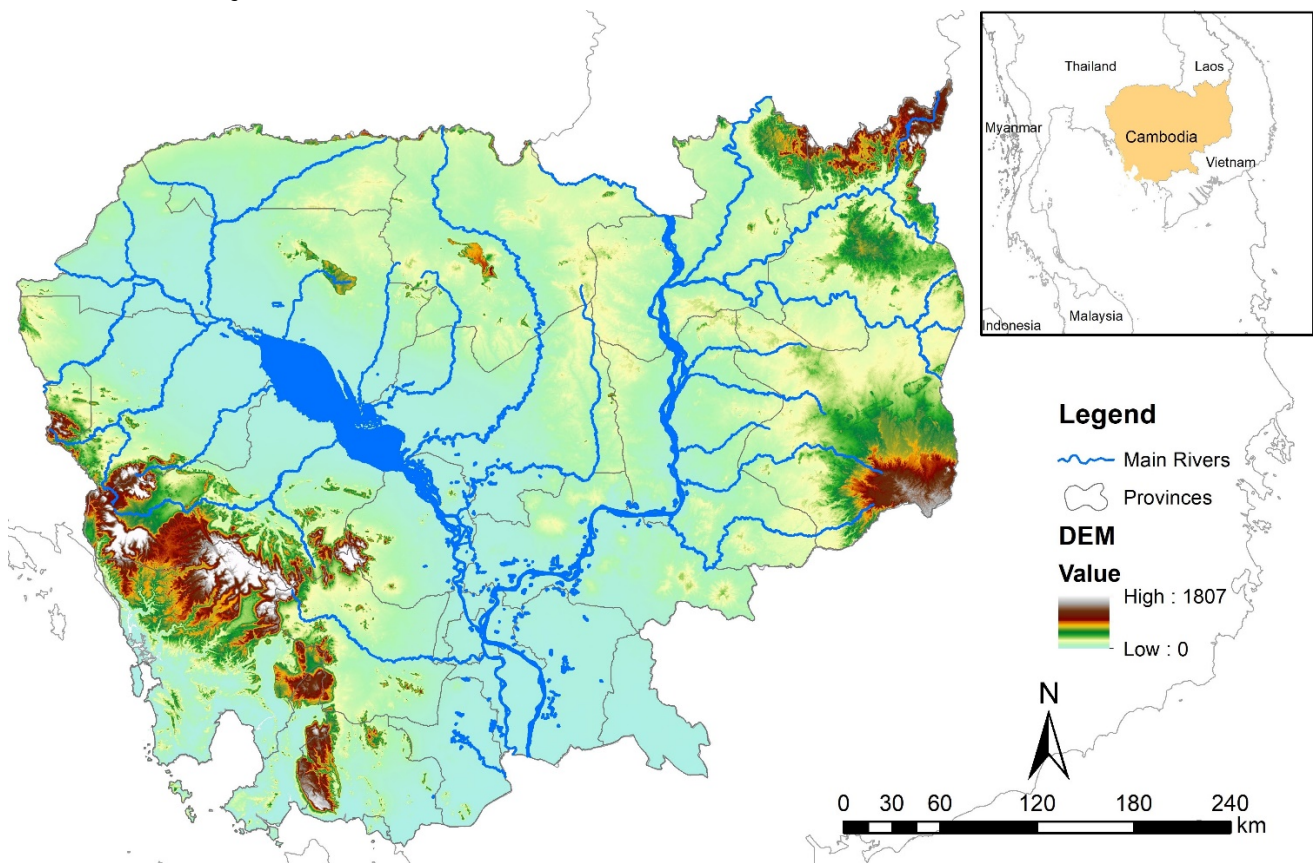 Thailand
Laos
Myanmar
Cambodia
Vietnam
Malaysia
Indonesia
Legend
Main Rivers
Provinces
DEM
Value
High : 1807
Low : 0
N
0 30 60 120 180 240
km